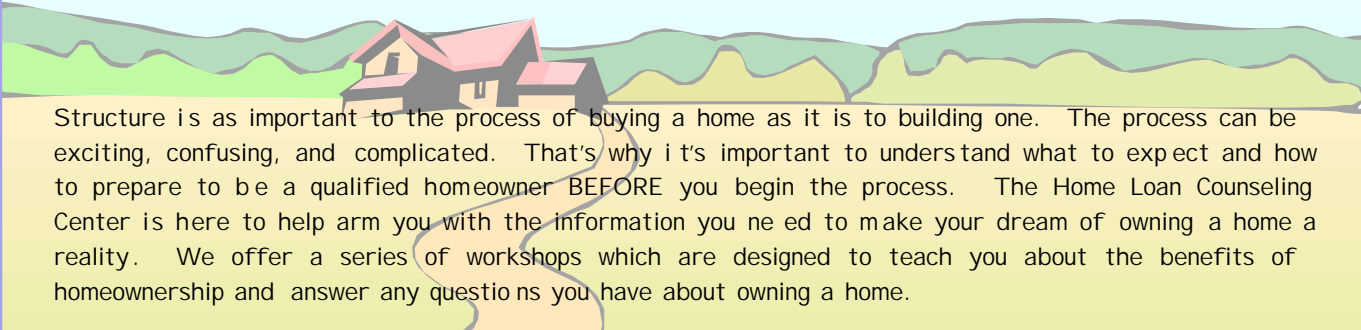 Structure is as important to the process of buying a home as it is to building one. The process can be
exciting, confusing, and complicated. That's why it's important to understand what to expect and how
to prepare to be a qualified homeowner BEFORE you begin the process. The Home Loan Counseling
Center is here to help arm you with the information you need to make your dream of owning a home a
reality. We offer a series of workshops which are designed to teach you about the benefits of
homeownership and answer any questions you have about owning a home.